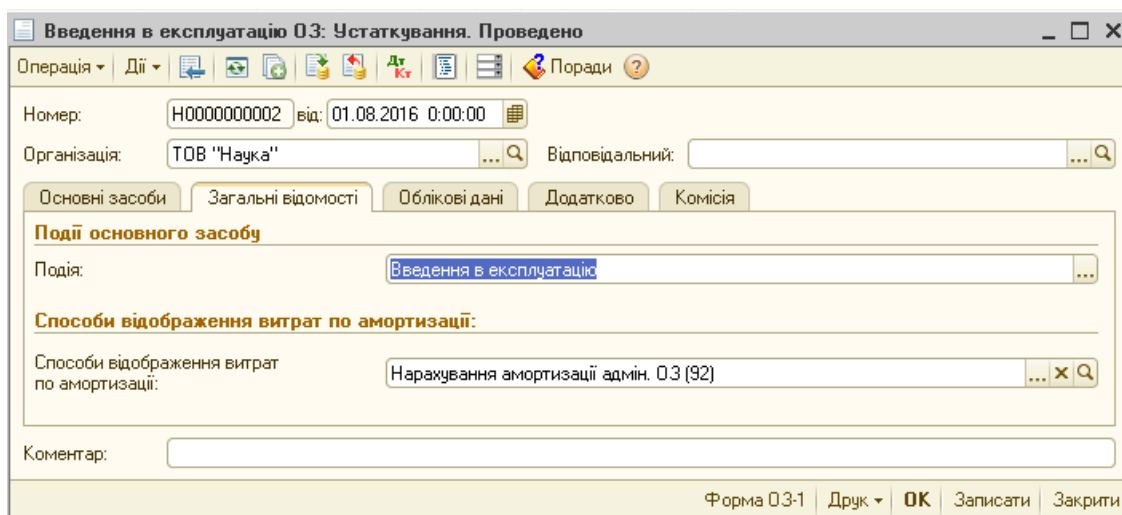 Введення в експлуатацію ОЗ: Устаткування. Проведено
Операція Дії Дт Кт Поради ?
Номер: Н0000000002 від: 01.08.2016 0:00:00
Організація: ТОВ "Наука" ... Відповідальний: ...
Основні засоби Загальні відомості Облікові дані Додатково Комісія
Події основного засобу
Подія: Введення в експлуатацію ...
Способи відображення витрат по амортизації:
Способи відображення витрат
по амортизації: Нарахування амортизації адмін. ОЗ (92) ...
Коментар:
Форма ОЗ-1 Друк OK Записати Закрити